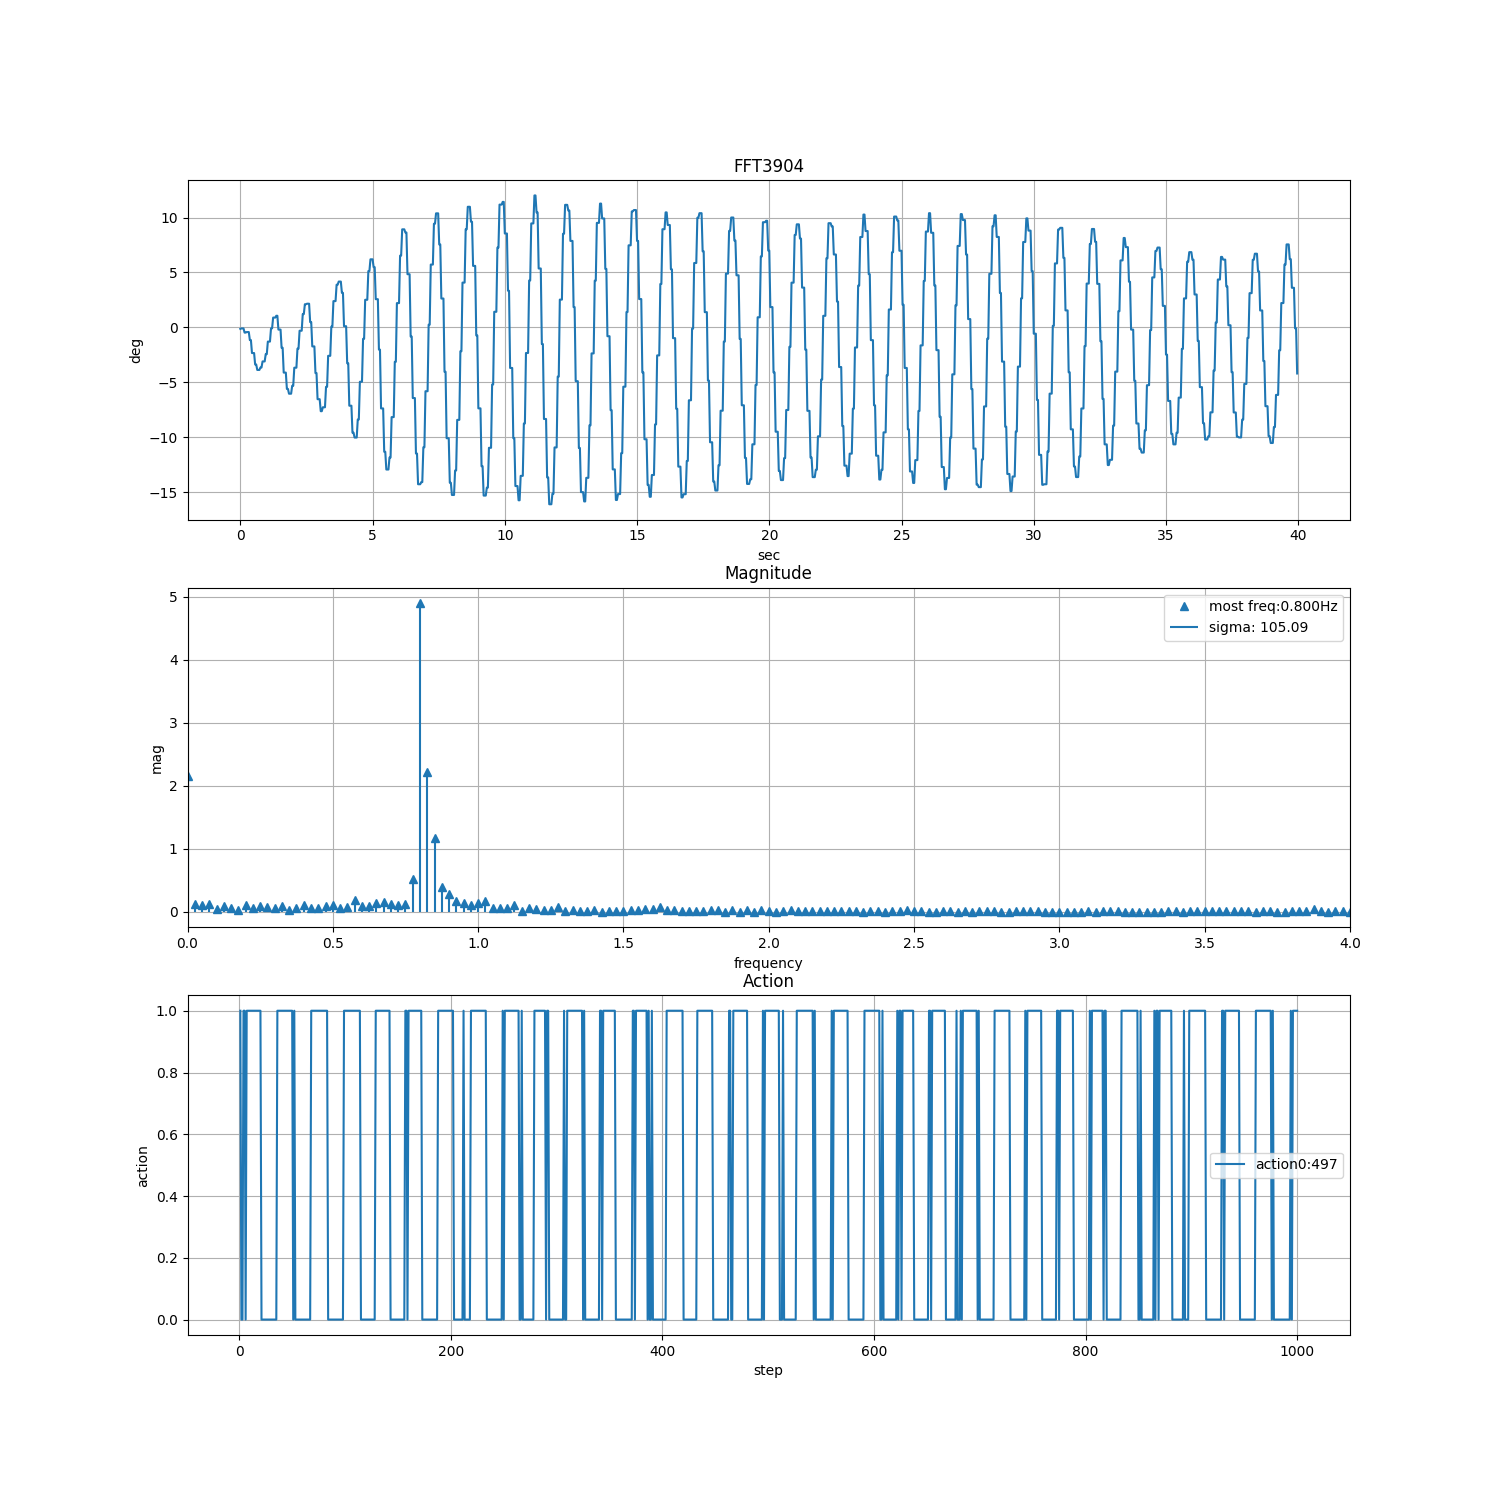 FFT3904
10
5
0
−5
−10
−15
deg
0 5 10 15 20 25 30 35 40
sec
Magnitude
5
4
3
2
1
0
mag
most freq:0.800Hz
sigma: 105.09
0.0 0.5 1.0 1.5 2.0 2.5 3.0 3.5 4.0
frequency
Action
1.0
0.8
0.6
0.4
0.2
0.0
action
action0:497
0 200 400 600 800 1000
step